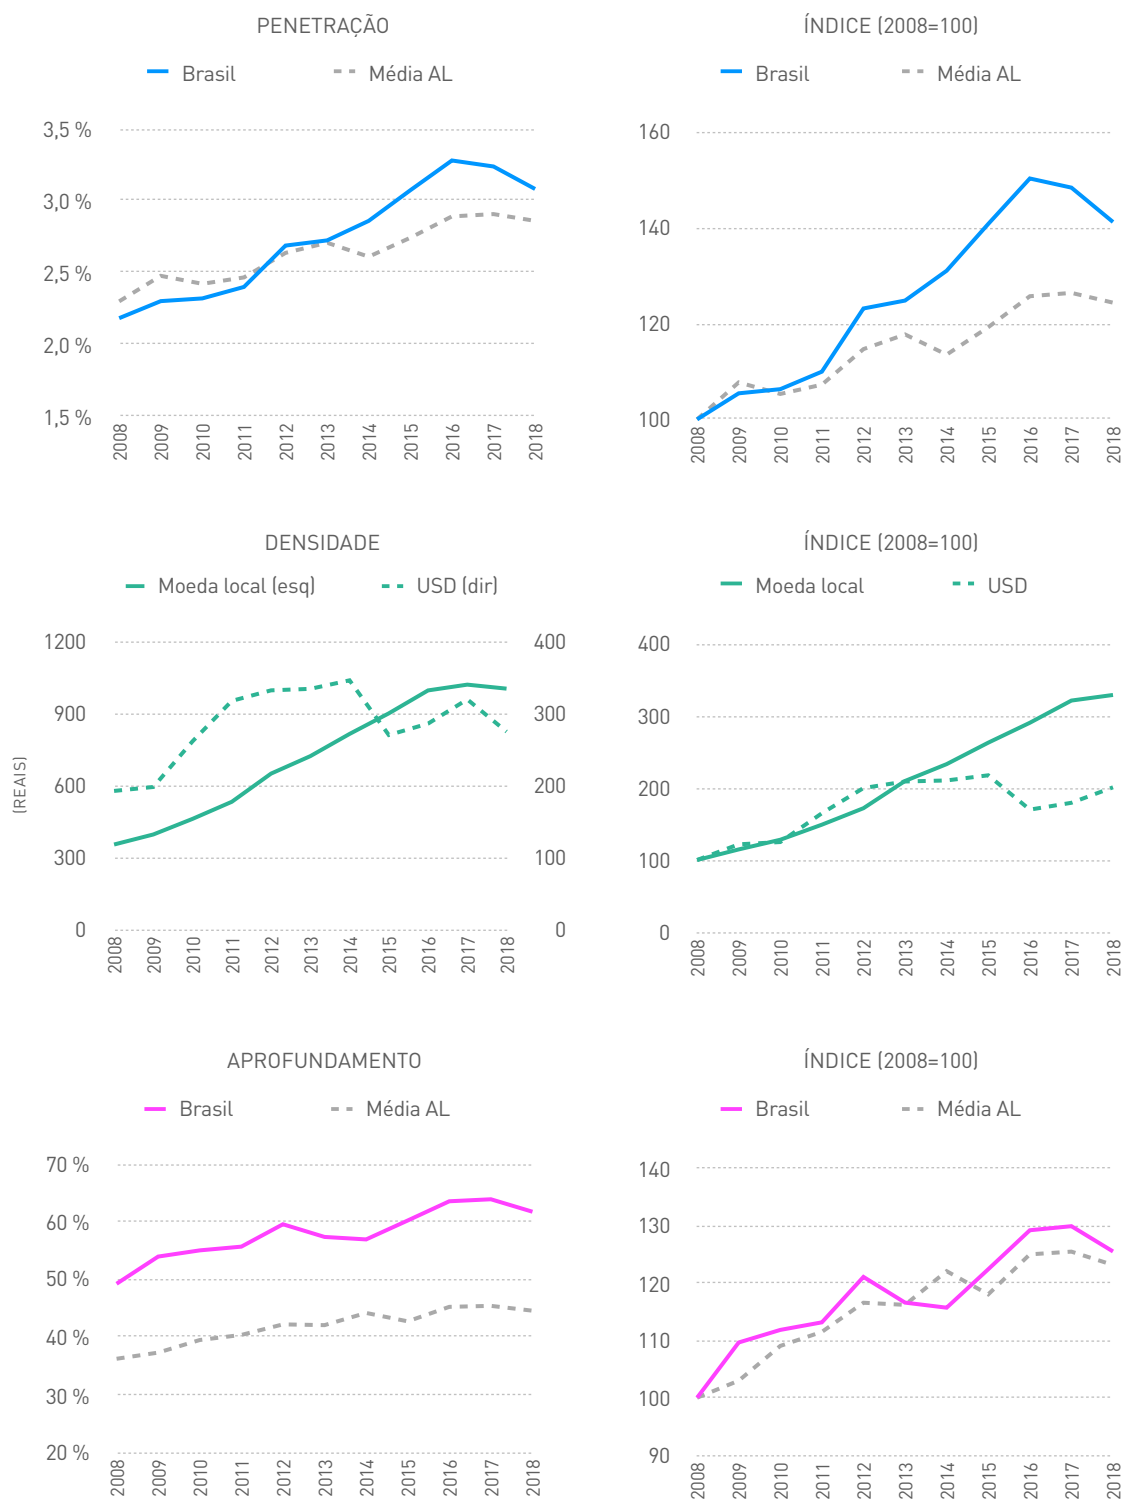 PENETRAÇÃO
Brasil Média AL
3,5 %
3,0 %
2,5 %
2,0 %
1,5 %
2008 2009 2010 2011 2012 2013 2014 2015 2016 2017 2018
ÍNDICE (2008=100)
Brasil Média AL
160
140
120
100
2008 2009 2010 2011 2012 2013 2014 2015 2016 2017 2018
DENSIDADE
Moeda local (esq) USD (dir)
(REAIS)
1200 400
900 300
600 200
300 100
0 0
2008 2009 2010 2011 2012 2013 2014 2015 2016 2017 2018
ÍNDICE (2008=100)
Moeda local USD
400
300
200
100
0
2008 2009 2010 2011 2012 2013 2014 2015 2016 2017 2018
APROFUNDAMENTO
Brasil Média AL
70 %
60 %
50 %
40 %
30 %
20 %
2008 2009 2010 2011 2012 2013 2014 2015 2016 2017 2018
ÍNDICE (2008=100)
Brasil Média AL
140
130
120
110
100
90
2008 2009 2010 2011 2012 2013 2014 2015 2016 2017 2018